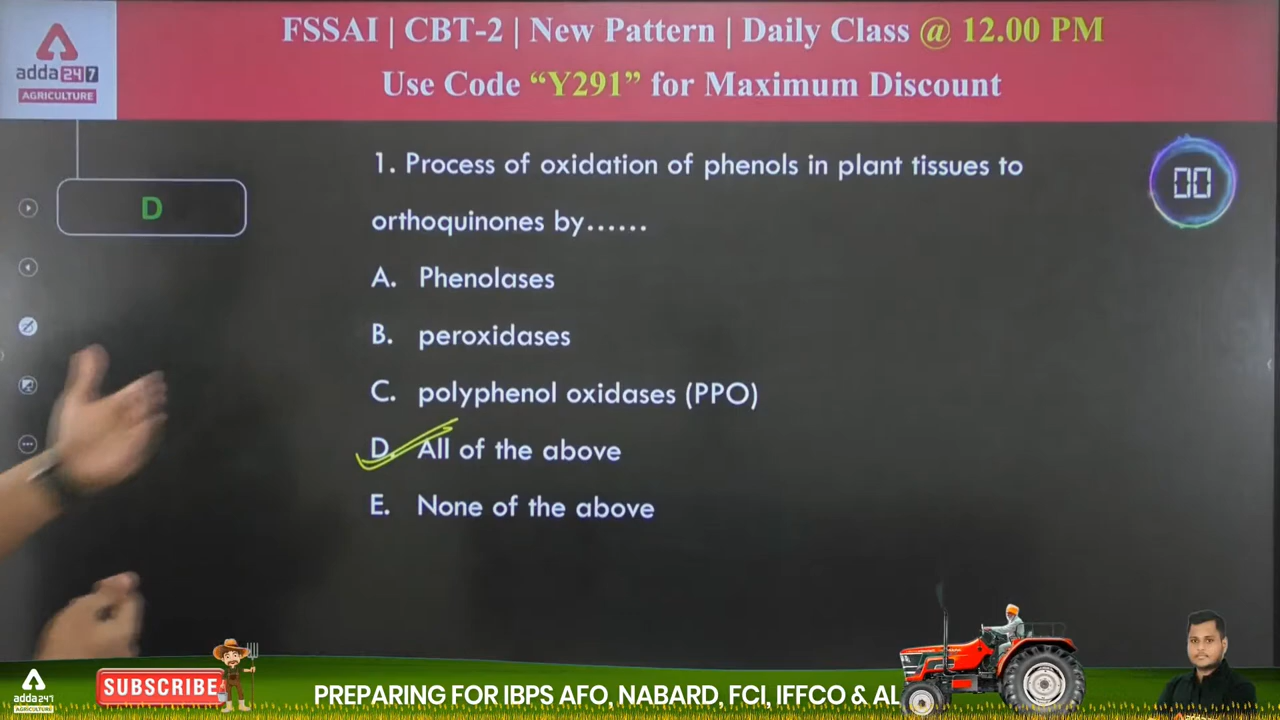 FSSAI | CBT-2 | New Pattern | Daily Class @ 12.00 PM
Use Code “Y291” for Maximum Discount
adda247
AGRICULTURE
D
00
1. Process of oxidation of phenols in plant tissues to
orthoquinones by......
A. Phenolases
B. peroxidases
C. polyphenol oxidases (PPO)
D. All of the above
E. None of the above
adda247
AGRICULTURE
SUBSCRIBE
PREPARING FOR IBPS AFO, NABARD, FCI, IFFCO & AL